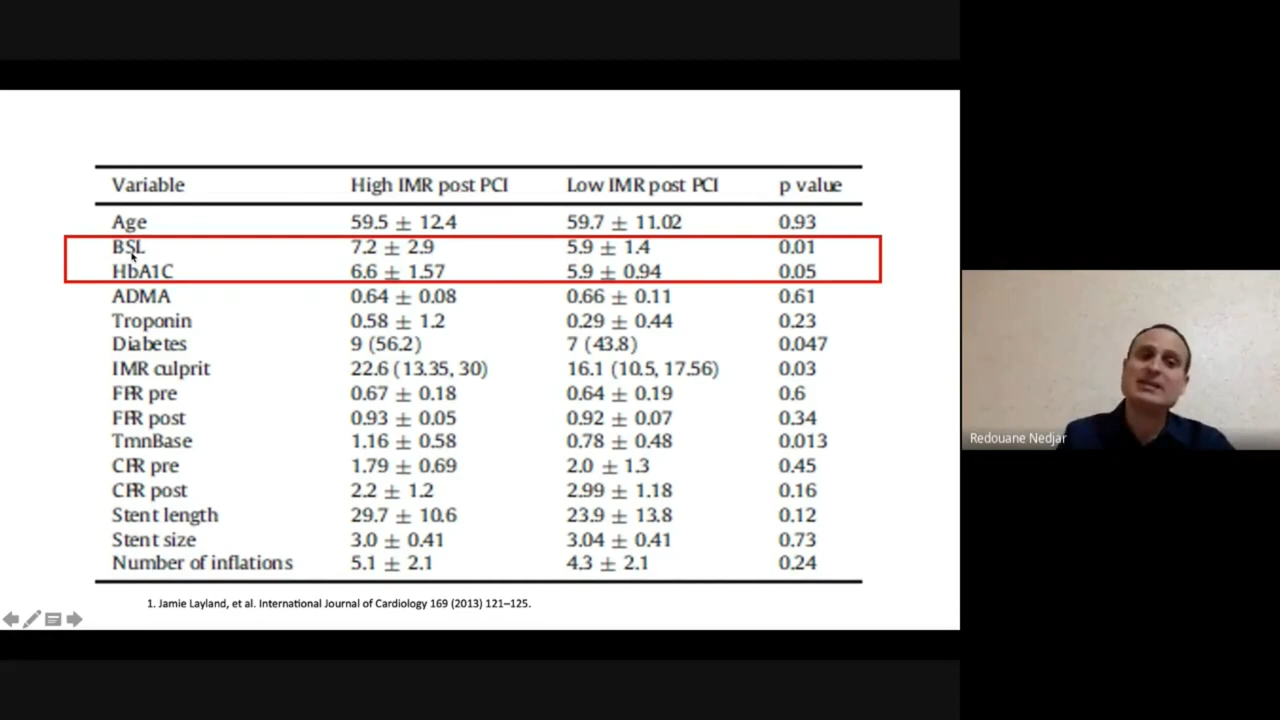 Variable High IMR post PCI Low IMR post PCI p value
Age 59.5 ± 12.4 59.7 ± 11.02 0.93
BSL 7.2 ± 2.9 5.9 ± 1.4 0.01
HbA1C 6.6 ± 1.57 5.9 ± 0.94 0.05
ADMA 0.64 ± 0.08 0.66 ± 0.11 0.61
Troponin 0.58 ± 1.2 0.29 ± 0.44 0.23
Diabetes 9 (56.2) 7 (43.8) 0.047
IMR culprit 22.6 (13.35, 30) 16.1 (10.5, 17.56) 0.03
FFR pre 0.67 ± 0.18 0.64 ± 0.19 0.6
FFR post 0.93 ± 0.05 0.92 ± 0.07 0.34
TmnBase 1.16 ± 0.58 0.78 ± 0.48 0.013
CFR pre 1.79 ± 0.69 2.0 ± 1.3 0.45
CFR post 2.2 ± 1.2 2.99 ± 1.18 0.16
Stent length 29.7 ± 10.6 23.9 ± 13.8 0.12
Stent size 3.0 ± 0.41 3.04 ± 0.41 0.73
Number of inflations 5.1 ± 2.1 4.3 ± 2.1 0.24
1. Jamie Layland, et al. International Journal of Cardiology 169 (2013) 121–125.
Redouane Nedjar